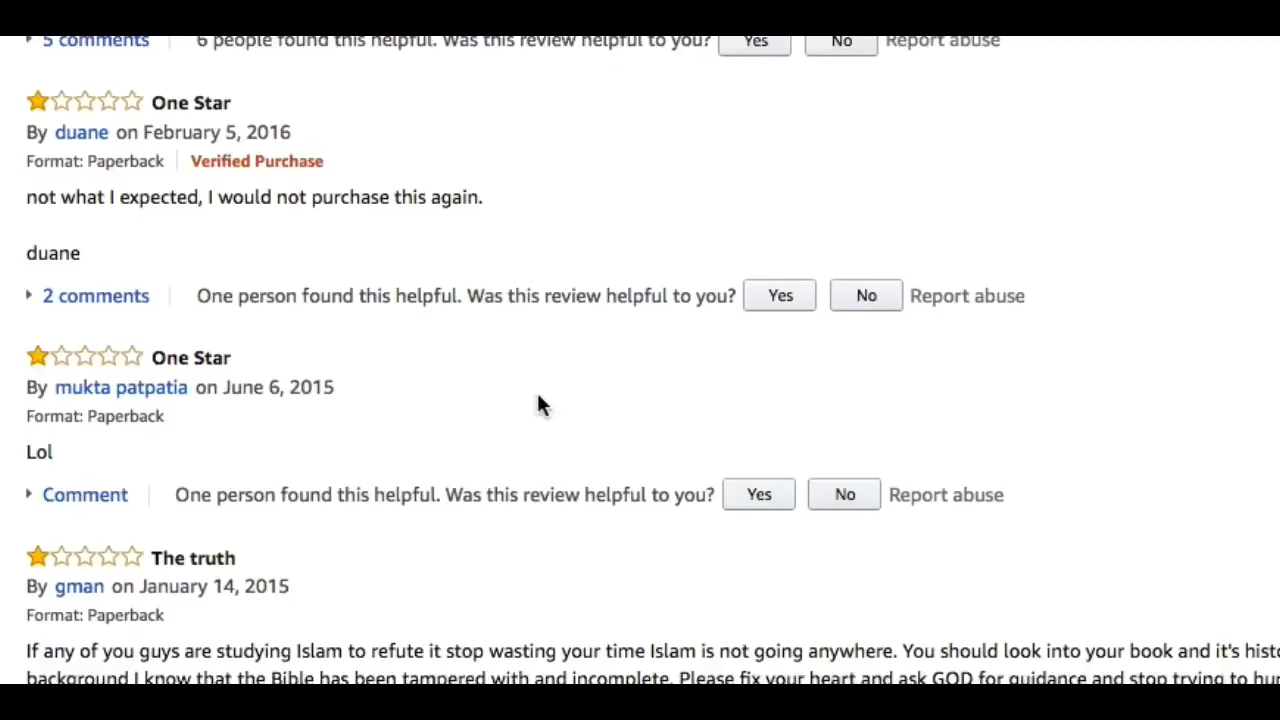 5 comments 6 people found this helpful. Was this review helpful to you? Yes No Report abuse
One Star
By duane on February 5, 2016
Format: Paperback Verified Purchase
not what I expected, I would not purchase this again.
duane
2 comments One person found this helpful. Was this review helpful to you? Yes No Report abuse
One Star
By mukta patpatia on June 6, 2015
Format: Paperback
Lol
Comment One person found this helpful. Was this review helpful to you? Yes No Report abuse
The truth
By gman on January 14, 2015
Format: Paperback
If any of you guys are studying Islam to refute it stop wasting your time Islam is not going anywhere. You should look into your book and it's
background I know that the Bible has been tampered with and incomplete. Please fix your heart and ask GOD for guidance and stop trying to